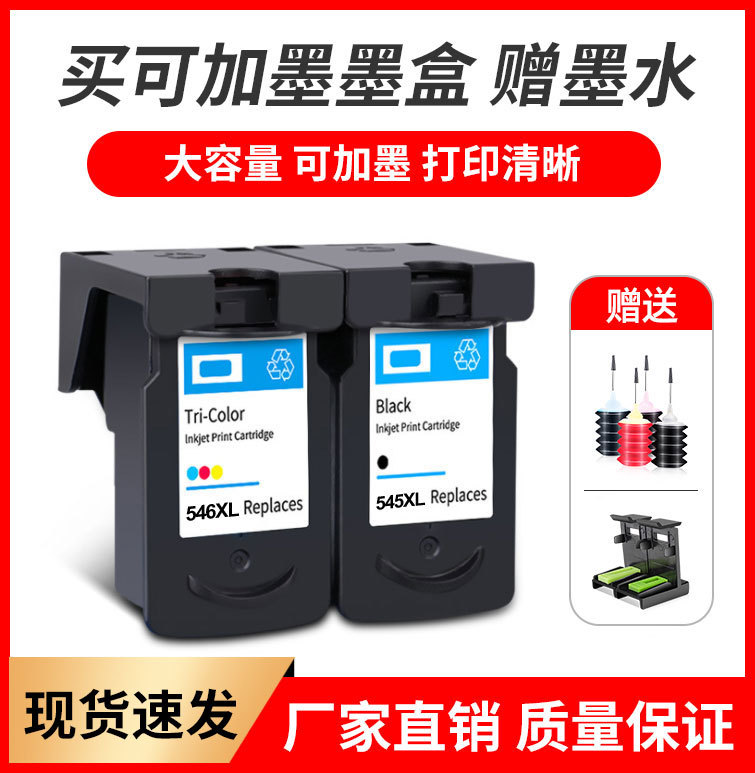 买可加墨墨盒 赠墨水
大容量 可加墨 打印清晰
赠送
Tri-Color
Inkjet Print Cartridge
546XL Replaces
Black
Inkjet Print Cartridge
545XL Replaces
现货速发
厂家直销 质量保证